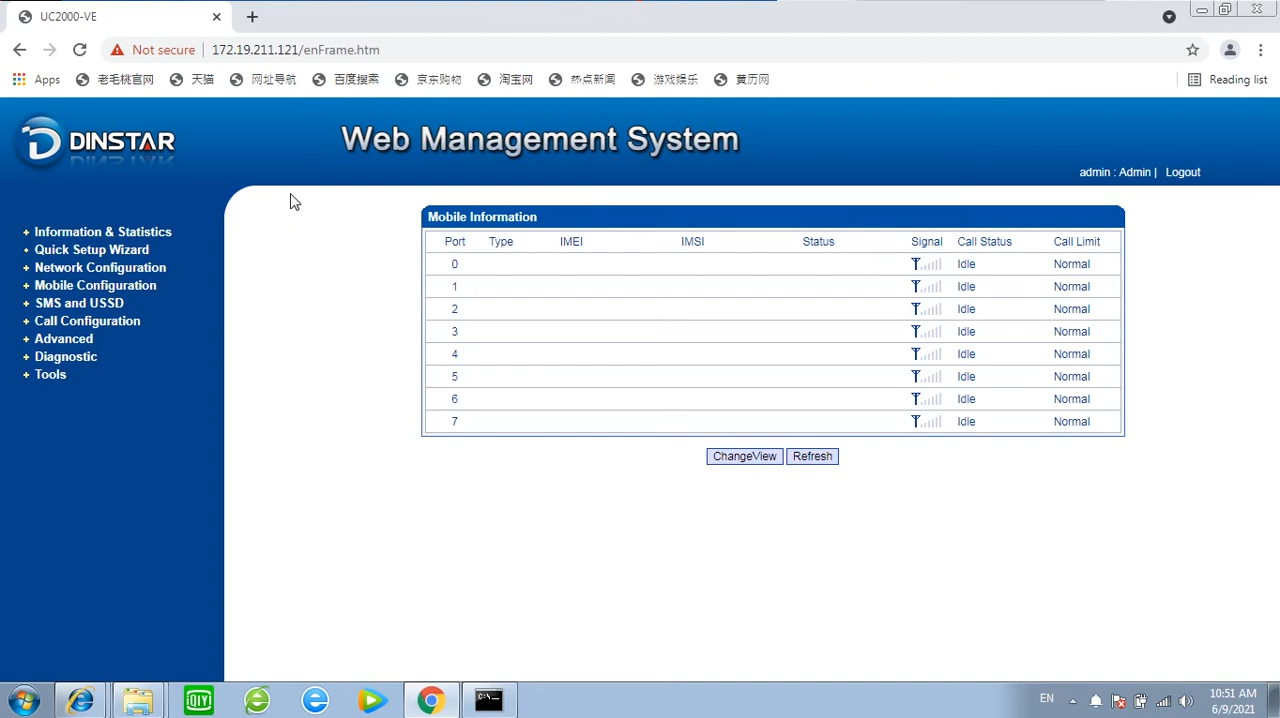 UC2000-VE
Not secure 172.19.211.121/enFrame.htm
Apps 老毛桃官网 天猫 网址导航 百度搜索 京东购物 淘宝网 热点新闻 游戏娱乐 黄历网 Reading list
DINSTAR Web Management System
admin : Admin | Logout
Information & Statistics
Quick Setup Wizard
Network Configuration
Mobile Configuration
SMS and USSD
Call Configuration
Advanced
Diagnostic
Tools
Mobile Information
Port Type IMEI IMSI Status Signal Call Status Call Limit
0 Idle Normal
1 Idle Normal
2 Idle Normal
3 Idle Normal
4 Idle Normal
5 Idle Normal
6 Idle Normal
7 Idle Normal
ChangeView Refresh
QIY
C:\_
EN
10:51 AM
6/9/2021